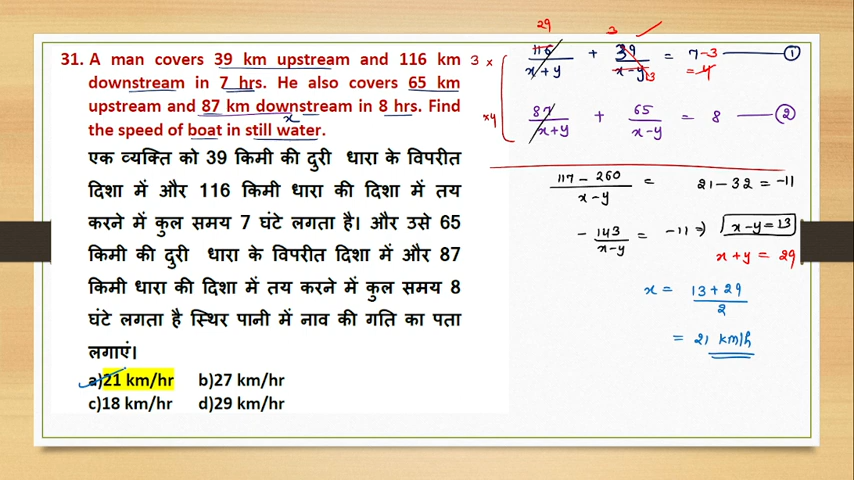 31. A man covers 39 km upstream and 116 km
downstream in 7 hrs. He also covers 65 km
upstream and 87 km downstream in 8 hrs. Find
the speed of boat in still water.
एक व्यक्ति को 39 किमी की दुरी धारा के विपरीत
दिशा में और 116 किमी धारा की दिशा में तय
करने में कुल समय 7 घंटे लगता है। और उसे 65
किमी की दुरी धारा के विपरीत दिशा में और 87
किमी धारा की दिशा में तय करने में कुल समय 8
घंटे लगता है स्थिर पानी में नाव की गति का पता
लगाएं।
a)21 km/hr b)27 km/hr
c)18 km/hr d)29 km/hr
x
29 3
3 × 116/x+y + 39/x-y = 7-3 ①
13 = 4
×4 87/x+y + 65/x-y = 8 ②
117 - 260/x-y = 21 - 32 = -11
- 143/x-y = -11 ⇒ x-y = 13
x+y = 29
x = 13 + 29/2
= 21 km/h